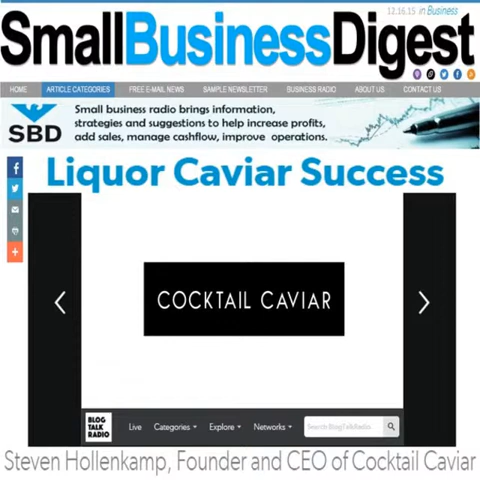 12.16.15 in Business
SmallBusinessDigest
HOME ARTICLE CATEGORIES FREE E-MAIL NEWS SAMPLE NEWSLETTER BUSINESS RADIO ABOUT US CONTACT US
SBD
Small business radio brings information,
strategies and suggestions to help increase profits,
add sales, manage cashflow, improve operations.
Liquor Caviar Success
COCKTAIL CAVIAR
BLOG
TALK
RADIO
Live Categories Explore Networks Search BlogTalkRadio
Steven Hollenkamp, Founder and CEO of Cocktail Caviar